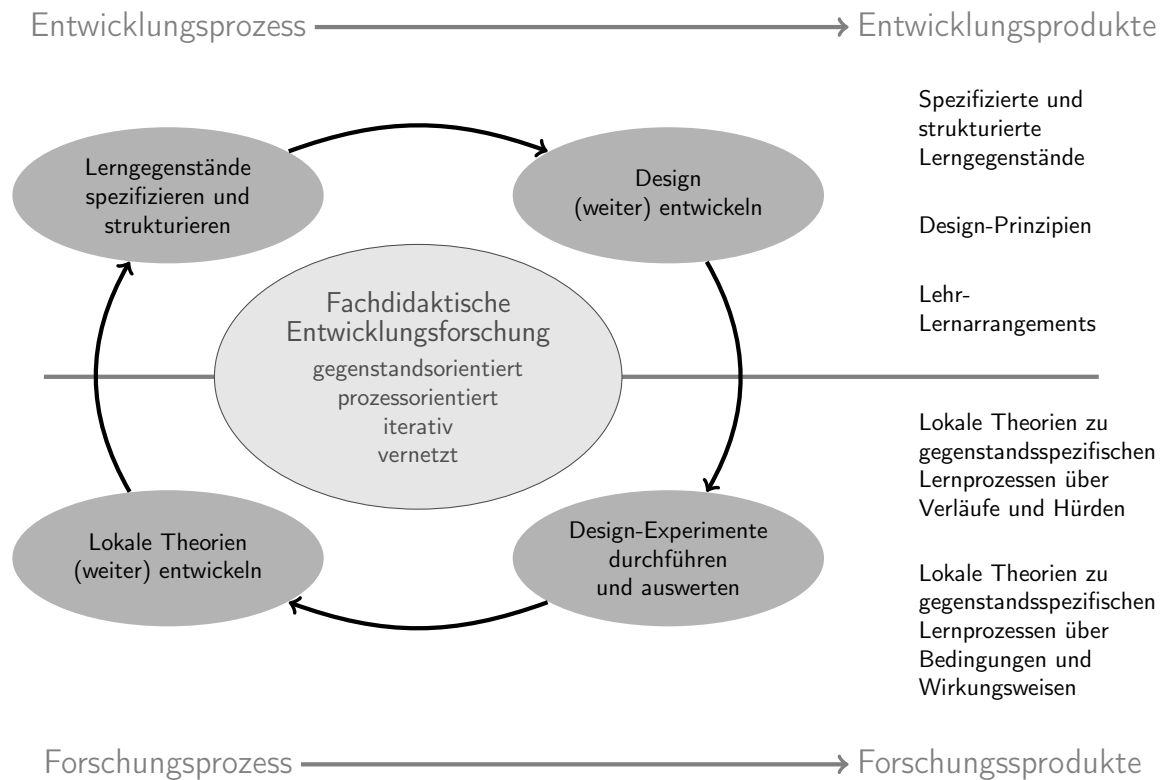 Entwicklungsprozess
Entwicklungsprodukte
Lerngegenstände
spezifizieren und
strukturieren
Design
(weiter) entwickeln
Spezifizierte und
strukturierte
Lerngegenstände
Design-Prinzipien
Lehr-
Lernarrangements
Fachdidaktische
Entwicklungsforschung
gegenstandsorientiert
prozessorientiert
iterativ
vernetzt
Lokale Theorien
(weiter) entwickeln
Design-Experimente
durchführen
und auswerten
Lokale Theorien zu
gegenstandsspezifischen
Lernprozessen über
Verläufe und Hürden
Lokale Theorien zu
gegenstandsspezifischen
Lernprozessen über
Bedingungen und
Wirkungsweisen
Forschungsprozess
Forschungssprodukte